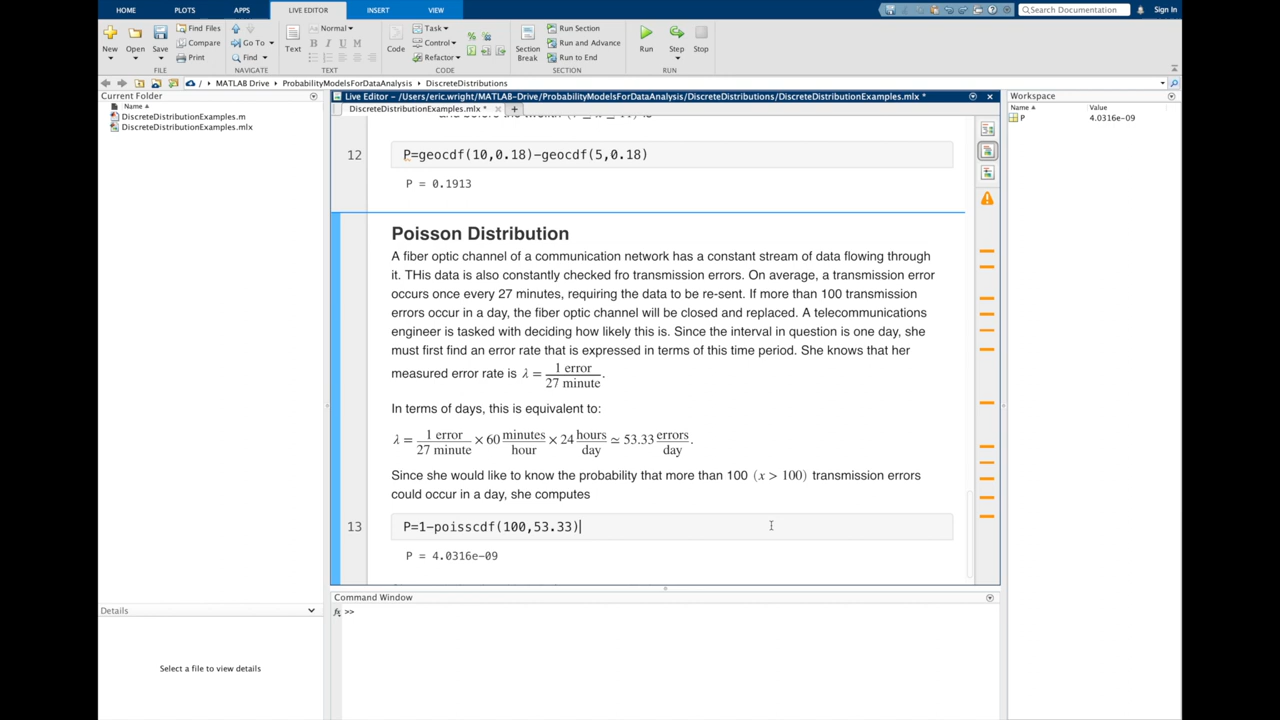 HOME PLOTS APPS LIVE EDITOR INSERT VIEW Search Documentation Sign In
New Open Save Find Files Compare Print Go To Find Text Normal B I U M Code Task Control Refactor Section Break Run Section Run and Advance Run to End Run Step Stop
FILE NAVIGATE TEXT CODE SECTION RUN
/ › MATLAB Drive › ProbabilityModelsForDataAnalysis › DiscreteDistributions
Current Folder
Name
DiscreteDistributionExamples.m
DiscreteDistributionExamples.mlx
Details
Select a file to view details
Live Editor – /Users/eric.wright/MATLAB-Drive/ProbabilityModelsForDataAnalysis/DiscreteDistributions/DiscreteDistributionExamples.mlx *
DiscreteDistributionExamples.mlx * × +
12 P=geocdf(10,0.18)-geocdf(5,0.18)
P = 0.1913
Poisson Distribution
A fiber optic channel of a communication network has a constant stream of data flowing through
it. THis data is also constantly checked fro transmission errors. On average, a transmission error
occurs once every 27 minutes, requiring the data to be re-sent. If more than 100 transmission
errors occur in a day, the fiber optic channel will be closed and replaced. A telecommunications
engineer is tasked with deciding how likely this is. Since the interval in question is one day, she
must first find an error rate that is expressed in terms of this time period. She knows that her
measured error rate is λ = 1 error / 27 minute.
In terms of days, this is equivalent to:
λ = 1 error / 27 minute × 60 minutes / hour × 24 hours / day ≃ 53.33 errors / day.
Since she would like to know the probability that more than 100 (x > 100) transmission errors
could occur in a day, she computes
13 P=1-poisscdf(100,53.33)
P = 4.0316e-09
Command Window
fx >>
Workspace
Name Value
P 4.0316e-09